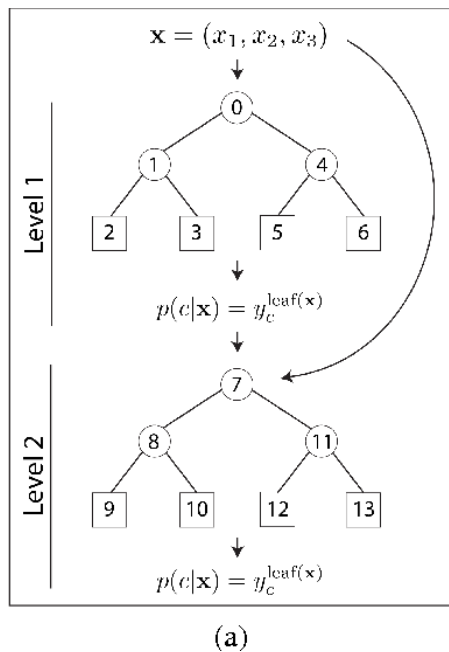 x = (x₁, x₂, x₃)
0
1 4
2 3 5 6
Level 1
p(c|x) = y_c^{leaf(x)}
7
8 11
9 10 12 13
Level 2
p(c|x) = y_c^{leaf(x)}
(a)